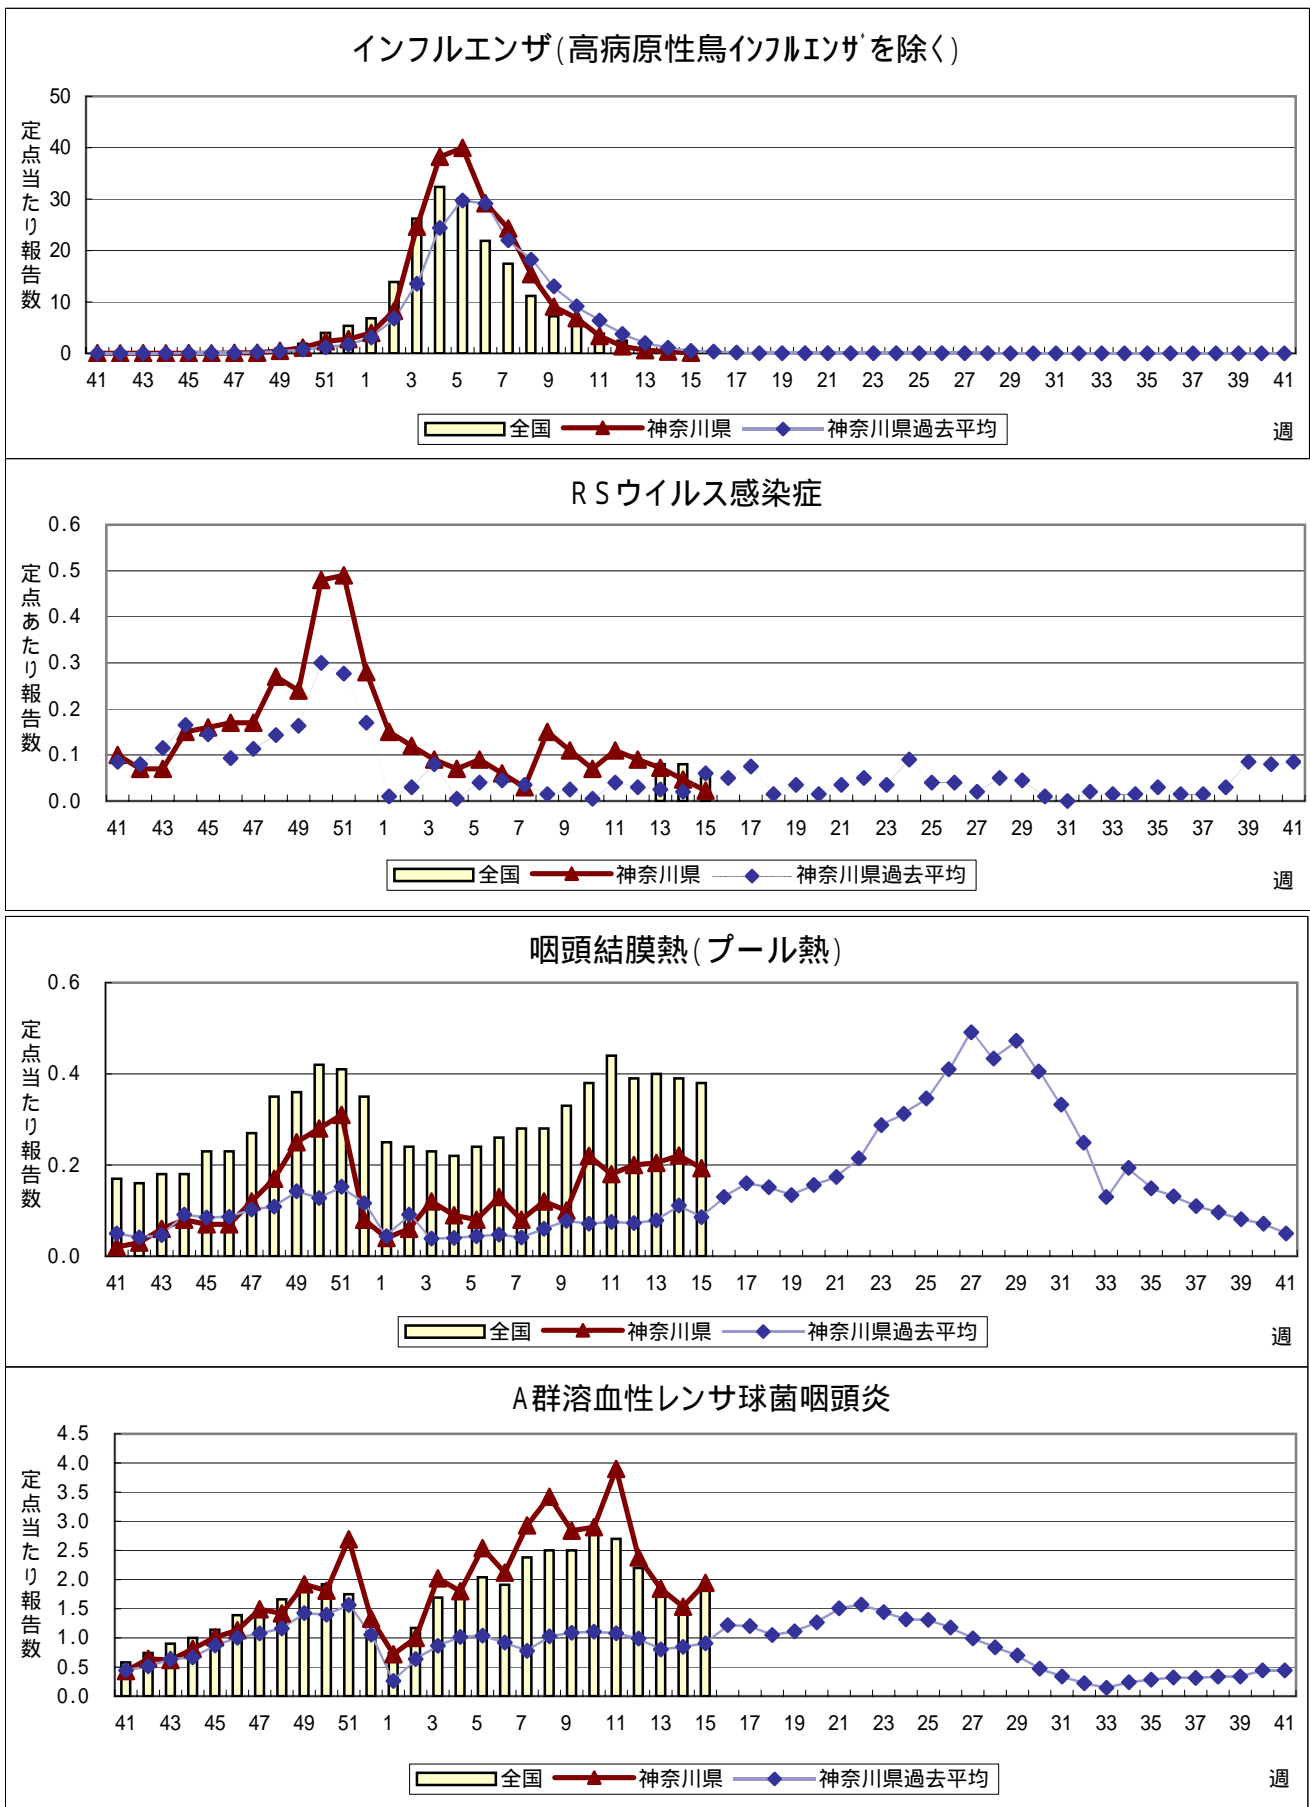 インフルエンザ(高病原性鳥ｲﾝﾌﾙｴﾝｻﾞを除く)
定点当たり報告数
50
40
30
20
10
0
41 43 45 47 49 51 1 3 5 7 9 11 13 15 17 19 21 23 25 27 29 31 33 35 37 39 41
全国 神奈川県 神奈川県過去平均
週
RSウイルス感染症
定点あたり報告数
0.6
0.5
0.4
0.3
0.2
0.1
0.0
41 43 45 47 49 51 1 3 5 7 9 11 13 15 17 19 21 23 25 27 29 31 33 35 37 39 41
全国 神奈川県 神奈川県過去平均
週
咽頭結膜熱(プール熱)
定点当たり報告数
0.6
0.4
0.2
0.0
41 43 45 47 49 51 1 3 5 7 9 11 13 15 17 19 21 23 25 27 29 31 33 35 37 39 41
全国 神奈川県 神奈川県過去平均
週
A群溶血性レンサ球菌咽頭炎
定点当たり報告数
4.5
4.0
3.5
3.0
2.5
2.0
1.5
1.0
0.5
0.0
41 43 45 47 49 51 1 3 5 7 9 11 13 15 17 19 21 23 25 27 29 31 33 35 37 39 41
全国 神奈川県 神奈川県過去平均
週